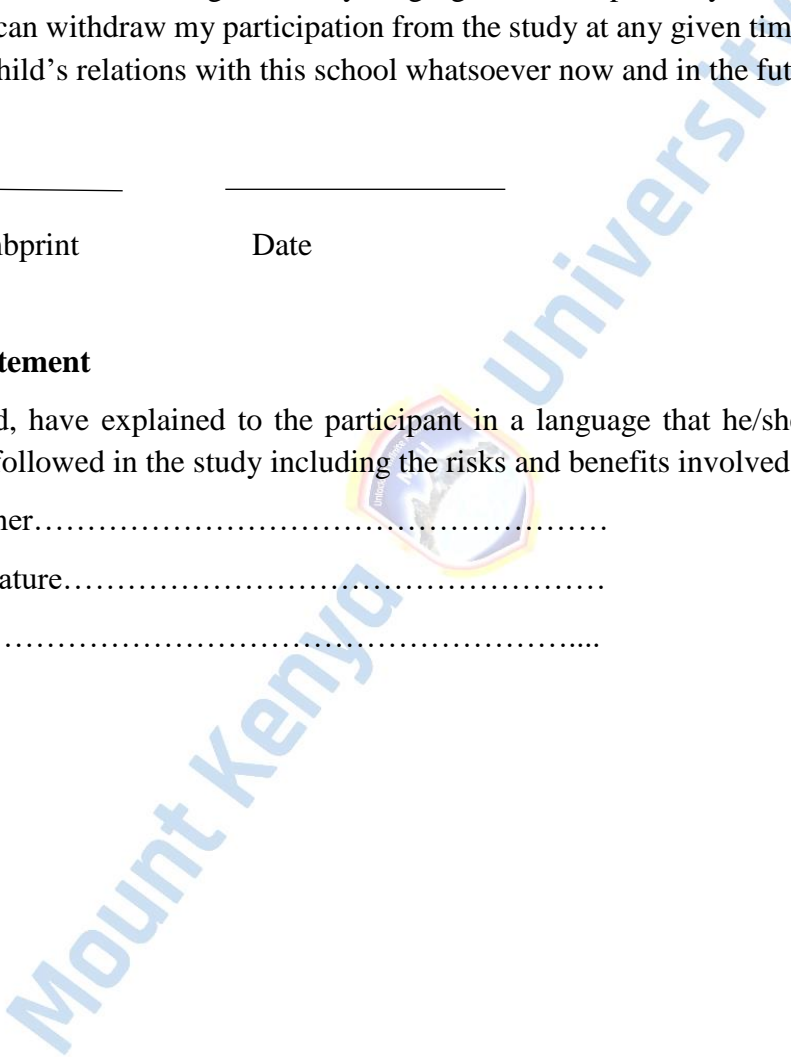 can withdraw my participation from the study at any given tim
hild's relations with this school whatsoever now and in the fut
bprint Date
tement
d, have explained to the participant in a language that he/she
followed in the study including the risks and benefits involved
ner……………………………………………
ature……………………………………………
………………………………………………....
Mount Kenya University
MKU